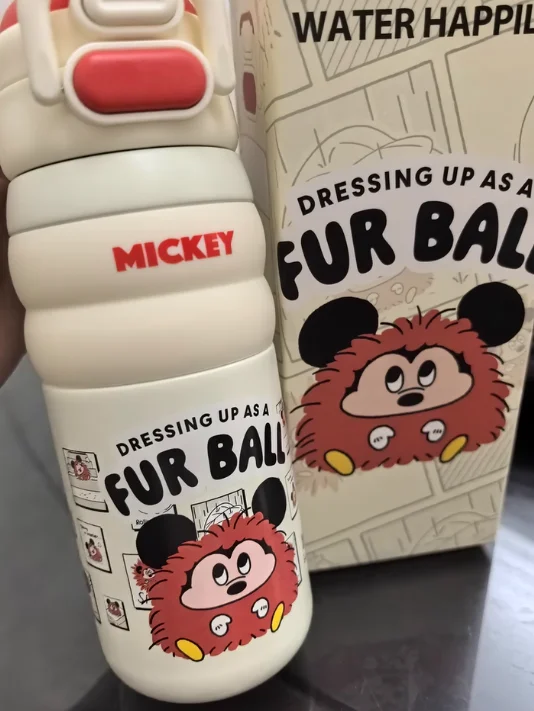 WATER HAPPIL
DRESSING UP AS A
FUR BALL
MICKEY
DRESSING UP AS A
FUR BALL